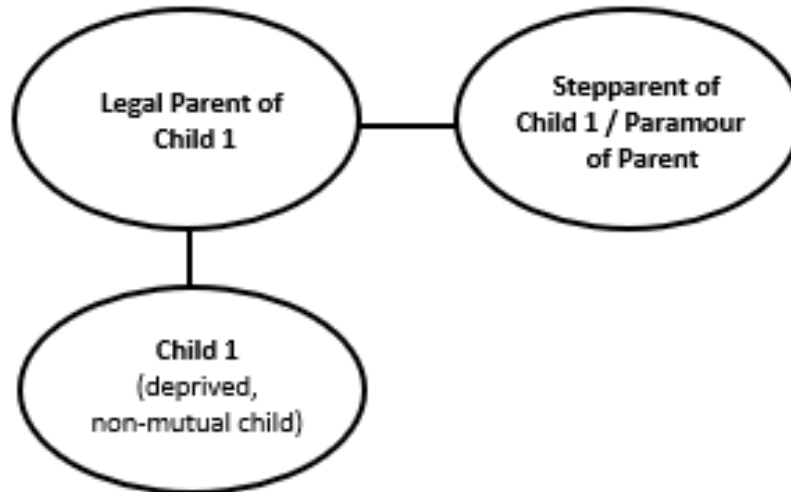 Legal Parent of
Child 1
Stepparent of
Child 1 / Paramour
of Parent
Child 1
(deprived,
non-mutual child)